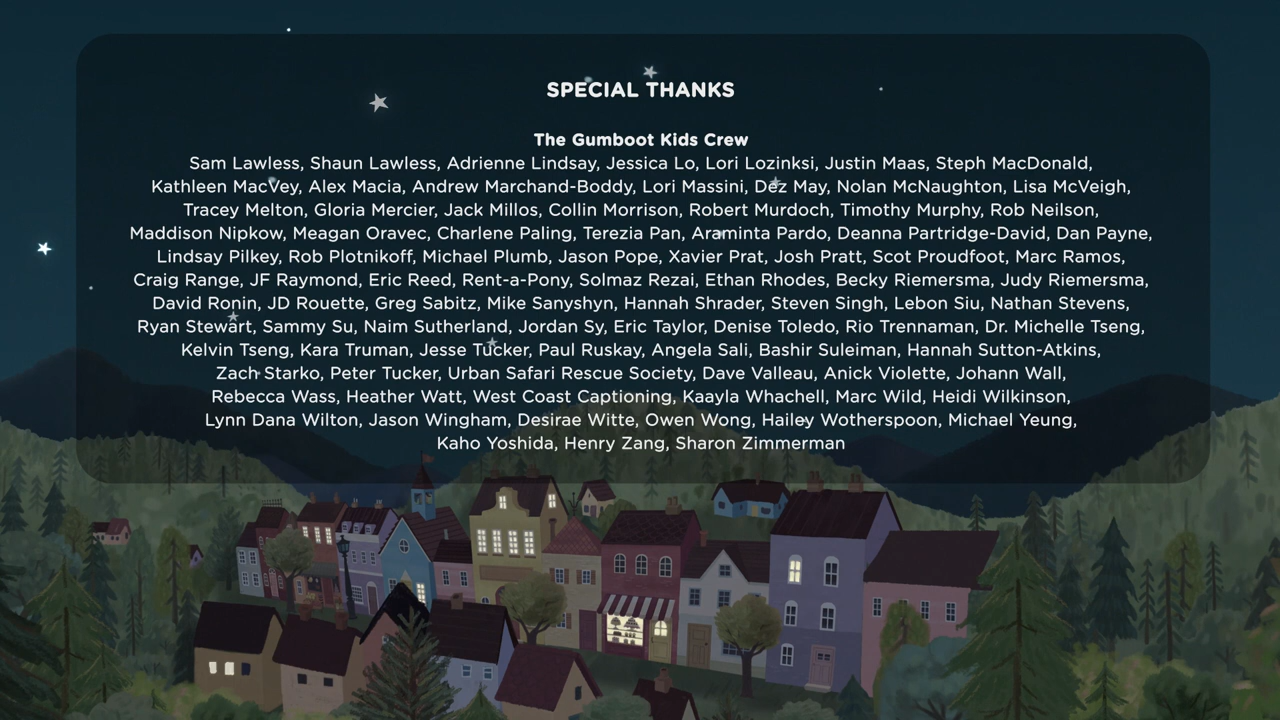 SPECIAL THANKS
The Gumboot Kids Crew
Sam Lawless, Shaun Lawless, Adrienne Lindsay, Jessica Lo, Lori Lozinksi, Justin Maas, Steph MacDonald,
Kathleen MacVey, Alex Macia, Andrew Marchand-Boddy, Lori Massini, Dez May, Nolan McNaughton, Lisa McVeigh,
Tracey Melton, Gloria Mercier, Jack Millos, Collin Morrison, Robert Murdoch, Timothy Murphy, Rob Neilson,
Maddison Nipkow, Meagan Oravec, Charlene Paling, Terezia Pan, Araminta Pardo, Deanna Partridge-David, Dan Payne,
Lindsay Pilkey, Rob Plotnikoff, Michael Plumb, Jason Pope, Xavier Prat, Josh Pratt, Scot Proudfoot, Marc Ramos,
Craig Range, JF Raymond, Eric Reed, Rent-a-Pony, Solmaz Rezai, Ethan Rhodes, Becky Riemersma, Judy Riemersma,
David Ronin, JD Rouette, Greg Sabitz, Mike Sanyshyn, Hannah Shrader, Steven Singh, Lebon Siu, Nathan Stevens,
Ryan Stewart, Sammy Su, Naim Sutherland, Jordan Sy, Eric Taylor, Denise Toledo, Rio Trennaman, Dr. Michelle Tseng,
Kelvin Tseng, Kara Truman, Jesse Tucker, Paul Ruskay, Angela Sali, Bashir Suleiman, Hannah Sutton-Atkins,
Zach Starko, Peter Tucker, Urban Safari Rescue Society, Dave Valleau, Anick Violette, Johann Wall,
Rebecca Wass, Heather Watt, West Coast Captioning, Kaayla Whachell, Marc Wild, Heidi Wilkinson,
Lynn Dana Wilton, Jason Wingham, Desirae Witte, Owen Wong, Hailey Wotherspoon, Michael Yeung,
Kaho Yoshida, Henry Zang, Sharon Zimmerman